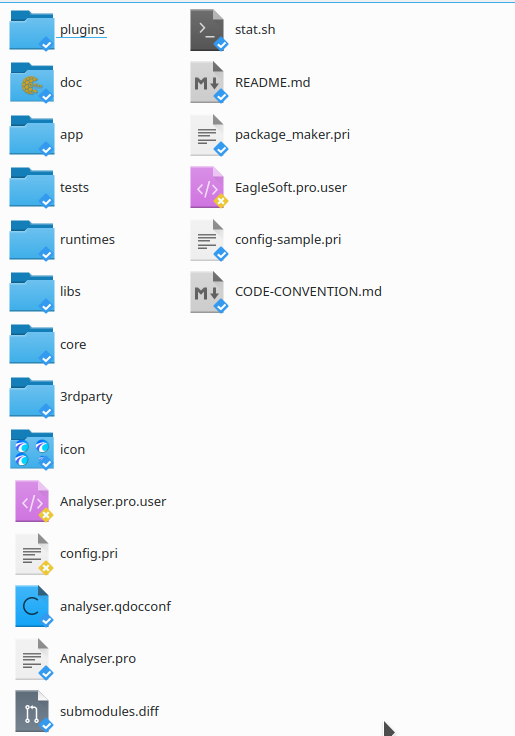 plugins
doc
app
tests
runtimes
libs
core
3rdparty
icon
Analyser.pro.user
config.pri
analyser.qdocconf
Analyser.pro
submodules.diff
stat.sh
README.md
package_maker.pri
EagleSoft.pro.user
config-sample.pri
CODE-CONVENTION.md